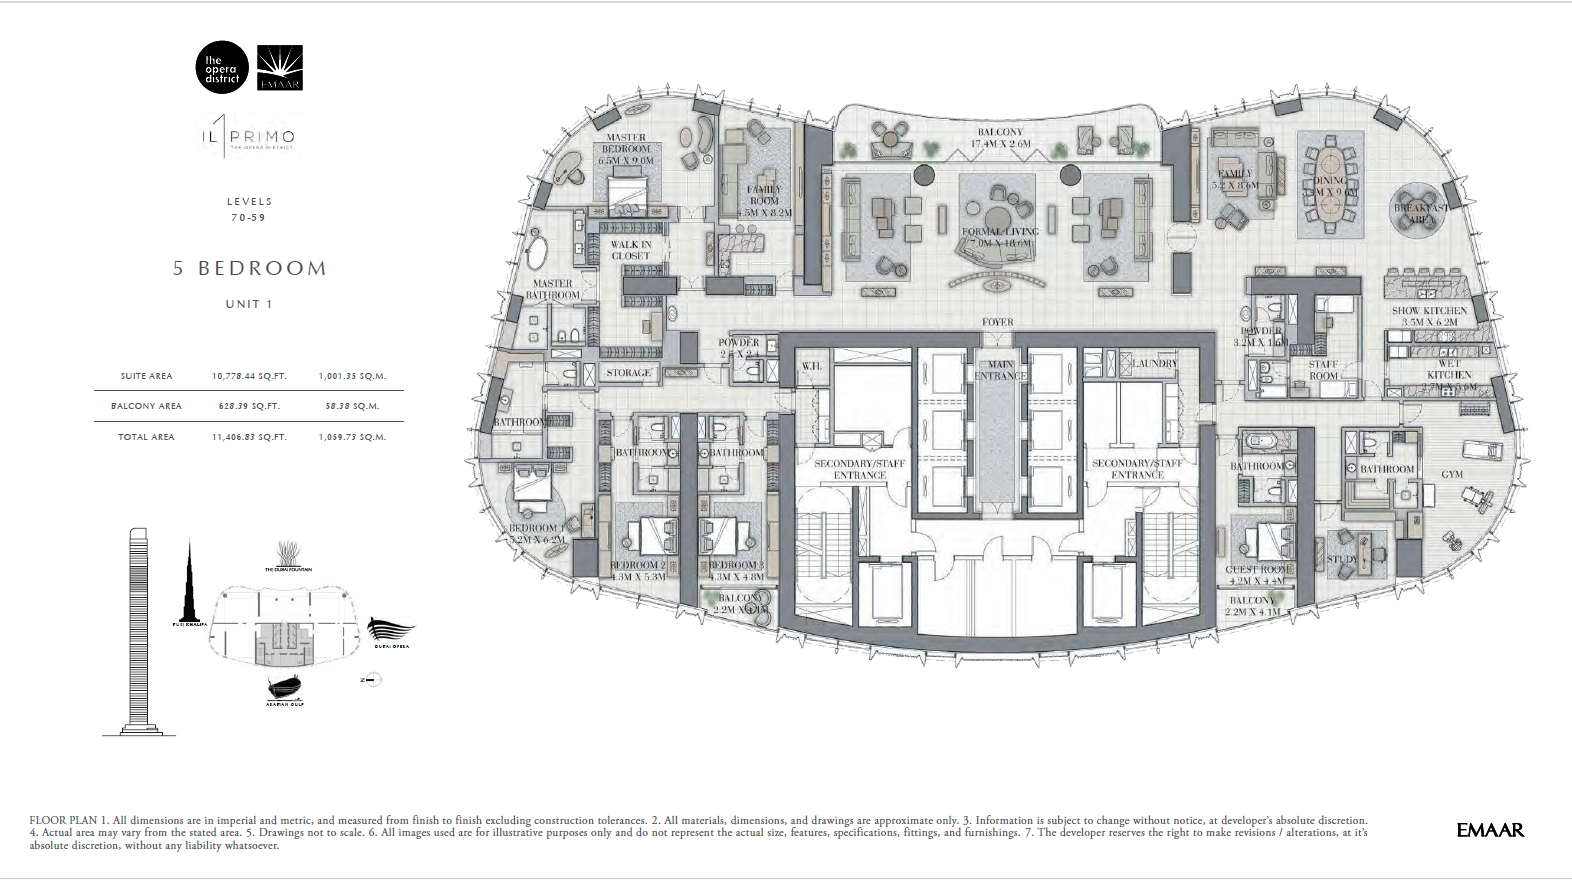 the
opera
district
EMAAR
IL PRIMO
THE OPERA DISTRICT
LEVELS
70-59
5 BEDROOM
UNIT 1
SUITE AREA 10,778.44 SQ.FT. 1,001.35 SQ.M.
BALCONY AREA 628.39 SQ.FT. 58.38 SQ.M.
TOTAL AREA 11,406.83 SQ.FT. 1,059.73 SQ.M.
THE DUBAI FOUNTAIN
BURJ KHALIFA
DUBAI OPERA
ARABIAN GULF
N
MASTER
BEDROOM
6.5M X 9.0M
FAMILY
ROOM
4.5M X 8.2M
BALCONY
17.4M X 2.6M
FAMILY
5.2 X 8.6M
DINING
BREAKFAST
AREA
WALK IN
CLOSET
FORMAL LIVING
7.0M X 18.6M
MASTER
BATHROOM
FOYER
SHOW KITCHEN
3.5M X 6.2M
POWDER
POWDER
3.2M X 1.6M
STORAGE
W.H.
MAIN
ENTRANCE
LAUNDRY
STAFF
ROOM
WET
KITCHEN
2.7M X 5.6M
BATHROOM
BATHROOM
BATHROOM
SECONDARY/STAFF
ENTRANCE
SECONDARY/STAFF
ENTRANCE
BATHROOM
BATHROOM
GYM
BEDROOM 1
5.2M X 6.2M
BEDROOM 2
4.3M X 5.3M
BEDROOM 3
4.3M X 4.8M
GUEST ROOM
4.2M X 4.4M
STUDY
BALCONY
2.2M X 4.1M
BALCONY
2.2M X 4.1M
FLOOR PLAN 1. All dimensions are in imperial and metric, and measured from finish to finish excluding construction tolerances. 2. All materials, dimensions, and drawings are approximate only. 3. Information is subject to change without notice, at developer's absolute discretion.
4. Actual area may vary from the stated area. 5. Drawings not to scale. 6. All images used are for illustrative purposes only and do not represent the actual size, features, specifications, fittings, and furnishings. 7. The developer reserves the right to make revisions / alterations, at it's
absolute discretion, without any liability whatsoever.
EMAAR